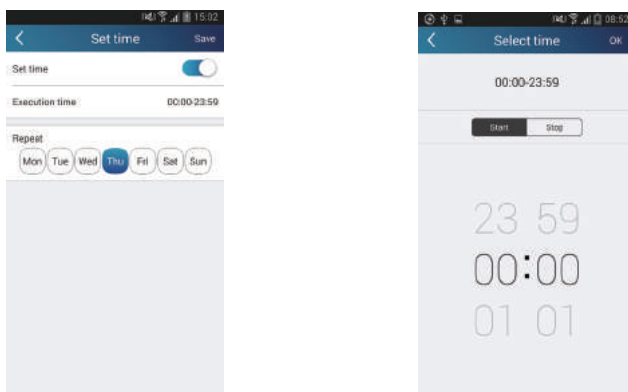 15:02
Set time
Save
Set time
Execution time
00:00-23:59
Repeat
Mon Tue Wed Thu Fri Sat Sun
08:52
Select time
OK
00:00-23:59
Start Stop
23 59
00:00
01 01